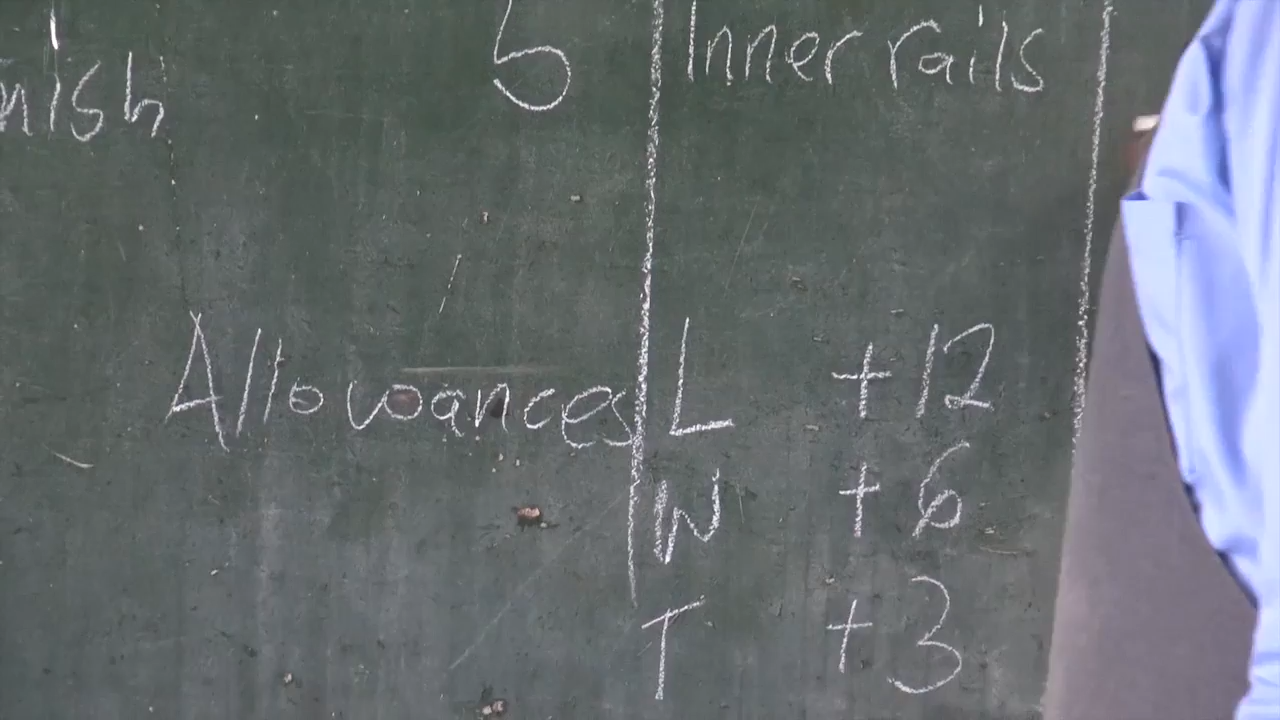 5 Inner rails
nish
Allowances L +12
W +6
T +3